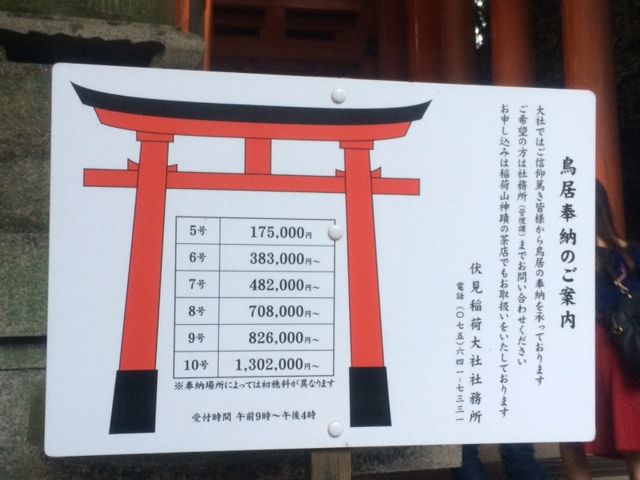 鳥居奉納のご案内
大社ではご信仰篤き皆様から鳥居の奉納を承っております
ご希望の方は社務所(管理課)までお問い合わせください
お申し込みは稲荷山神蹟の茶店でもお取扱いをいたしております
伏見稲荷大社社務所
電話(〇七五)六四一-七三三一
5号 175,000円
6号 383,000円~
7号 482,000円~
8号 708,000円~
9号 826,000円~
10号 1,302,000円~
※奉納場所によっては初穂料が異なります
受付時間 午前9時~午後4時